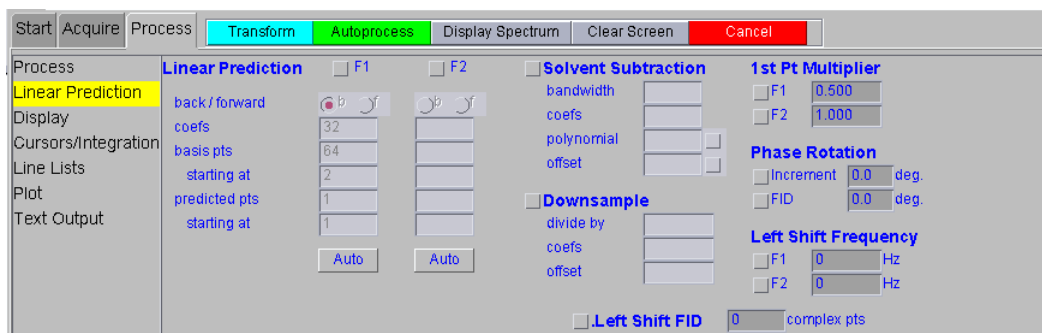 Start Acquire Process Transform Autoprocess Display Spectrum Clear Screen Cancel
Process
Linear Prediction
Display
Cursors/Integration
Line Lists
Plot
Text Output
Linear Prediction F1 F2
back / forward b f b f
coefs 32
basis pts 64
starting at 2
predicted pts 1
starting at 1
Auto Auto
Solvent Subtraction
bandwidth
coefs
polynomial
offset
Downsample
divide by
coefs
offset
1st Pt Multiplier
F1 0.500
F2 1.000
Phase Rotation
Increment 0.0 deg.
FID 0.0 deg.
Left Shift Frequency
F1 0 Hz
F2 0 Hz
.Left Shift FID 0 complex pts